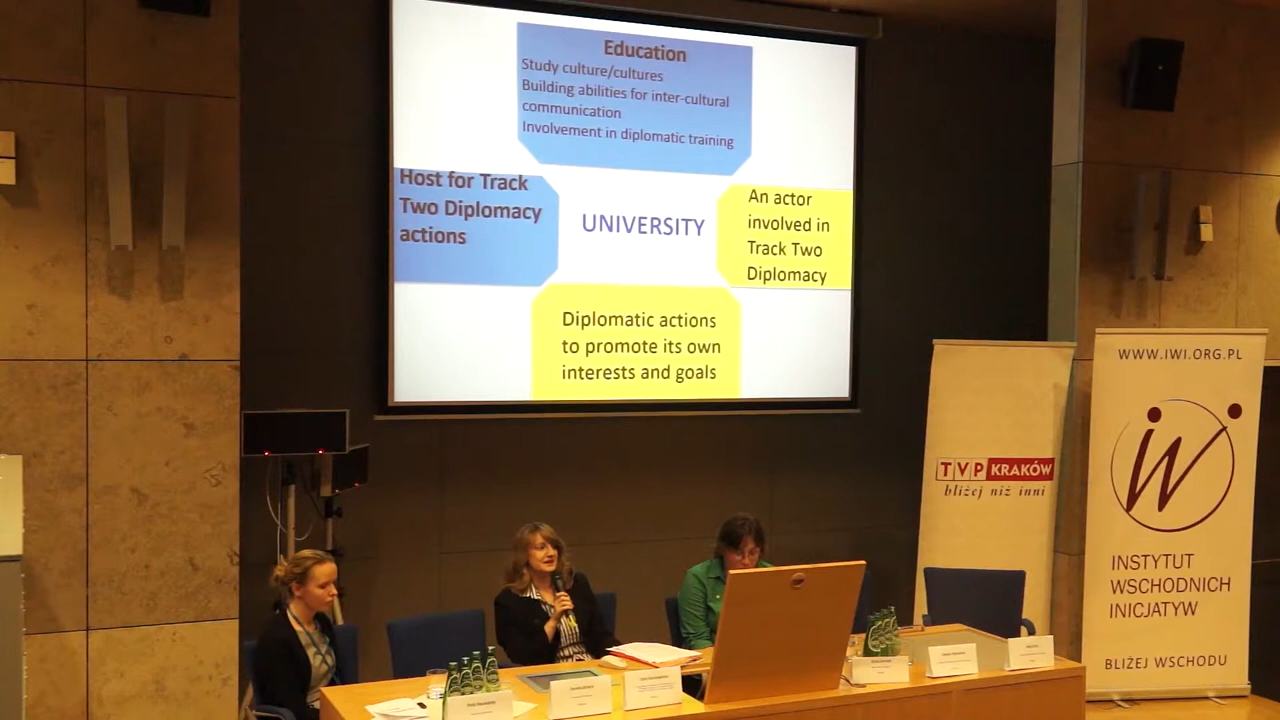 Education
Study culture/cultures
Building abilities for inter-cultural
communication
Involvement in diplomatic training
Host for Track
Two Diplomacy
actions
UNIVERSITY
An actor
involved in
Track Two
Diplomacy
Diplomatic actions
to promote its own
interests and goals
TVP KRAKÓW
bliżej niż inni
WWW.IWI.ORG.PL
iwi
INSTYTUT
WSCHODNICH
INICJATYW
BLIŻEJ WSCHODU